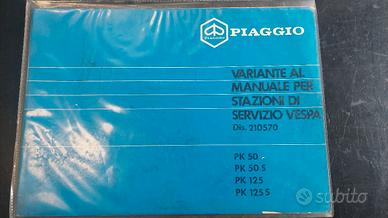 PIAGGIO
PIAGGIO
VARIANTE AL
MANUALE PER
STAZIONI DI
SERVIZIO VESPA
Dis. 210570
PK 50
PK 50 S
PK 125
PK 125 S
subito